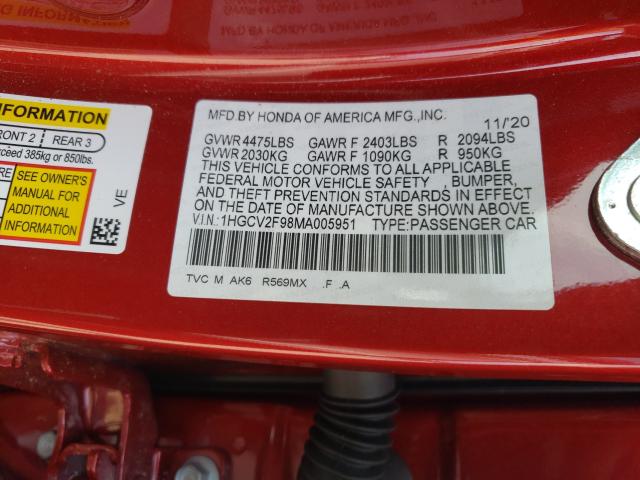 NG INFORMATION
INFORMATION
RONT 2 REAR 3
exceed 385kg or 850lbs.
SEE OWNER'S
MANUAL FOR
ADDITIONAL
INFORMATION
VE
MFD.BY HONDA OF AMERICA MFG.,INC. 11/'20
GVWR 4475LBS GAWR F 2403LBS R 2094LBS
GVWR 2030KG GAWR F 1090KG R 950KG
THIS VEHICLE CONFORMS TO ALL APPLICABLE
FEDERAL MOTOR VEHICLE SAFETY , BUMPER,
AND THEFT PREVENTION STANDARDS IN EFFECT
ON THE DATE OF MANUFACTURE SHOWN ABOVE.
V.I.N.:1HGCV2F98MA005951 TYPE:PASSENGER CAR
TVC M AK6 R569MX .F .A